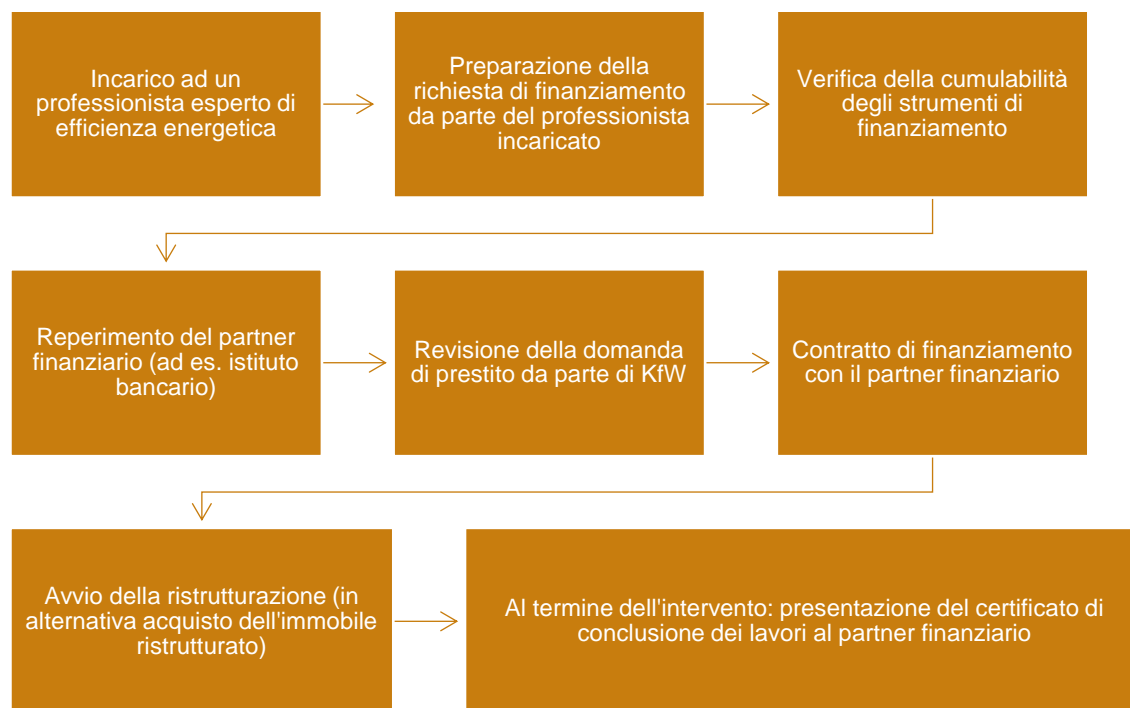 Incarico ad un
professionista esperto di
efficienza energetica
Preparazione della
richiesta di finanziamento
da parte del professionista
incaricato
Verifica della cumulabilità
degli strumenti di
finanziamento
Reperimento del partner
finanziario (ad es. istituto
bancario)
Revisione della domanda
di prestito da parte di KfW
Contratto di finanziamento
con il partner finanziario
Avvio della ristrutturazione (in
alternativa acquisto dell'immobile
ristrutturato)
Al termine dell'intervento: presentazione del certificato di
conclusione dei lavori al partner finanziario